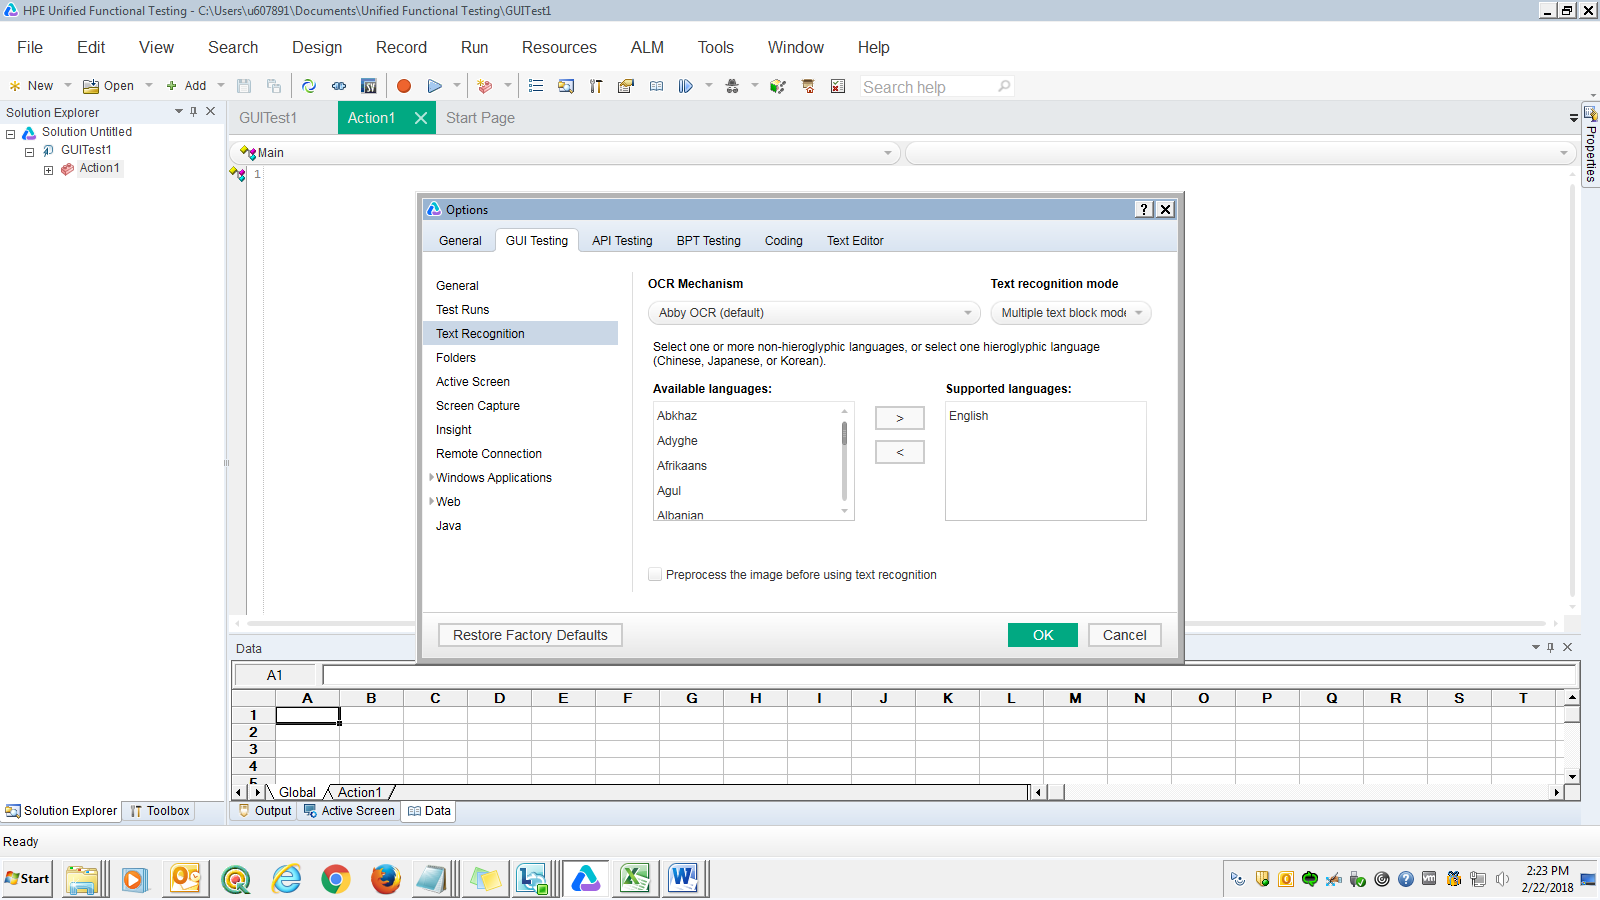 HPE Unified Functional Testing - C:\Users\u607891\Documents\Unified Functional Testing\GUITest1
File Edit View Search Design Record Run Resources ALM Tools Window Help
New Open Add Search help
Solution Explorer
Solution Untitled
GUITest1
Action1
GUITest1 Action1 Start Page
Main
1
Properties
Options
General GUI Testing API Testing BPT Testing Coding Text Editor
General
Test Runs
Text Recognition
Folders
Active Screen
Screen Capture
Insight
Remote Connection
Windows Applications
Web
Java
OCR Mechanism Text recognition mode
Abby OCR (default) Multiple text block mode
Select one or more non-hieroglyphic languages, or select one hieroglyphic language
(Chinese, Japanese, or Korean).
Available languages: Supported languages:
Abkhaz
Adyghe
Afrikaans
Agul
Albanian
>
<
English
Preprocess the image before using text recognition
Restore Factory Defaults OK Cancel
Data
A1
A B C D E F G H I J K L M N O P Q R S T
1
2
3
4
5
Global Action1
Solution Explorer Toolbox Output Active Screen Data
Ready
Start
2:23 PM
2/22/2018